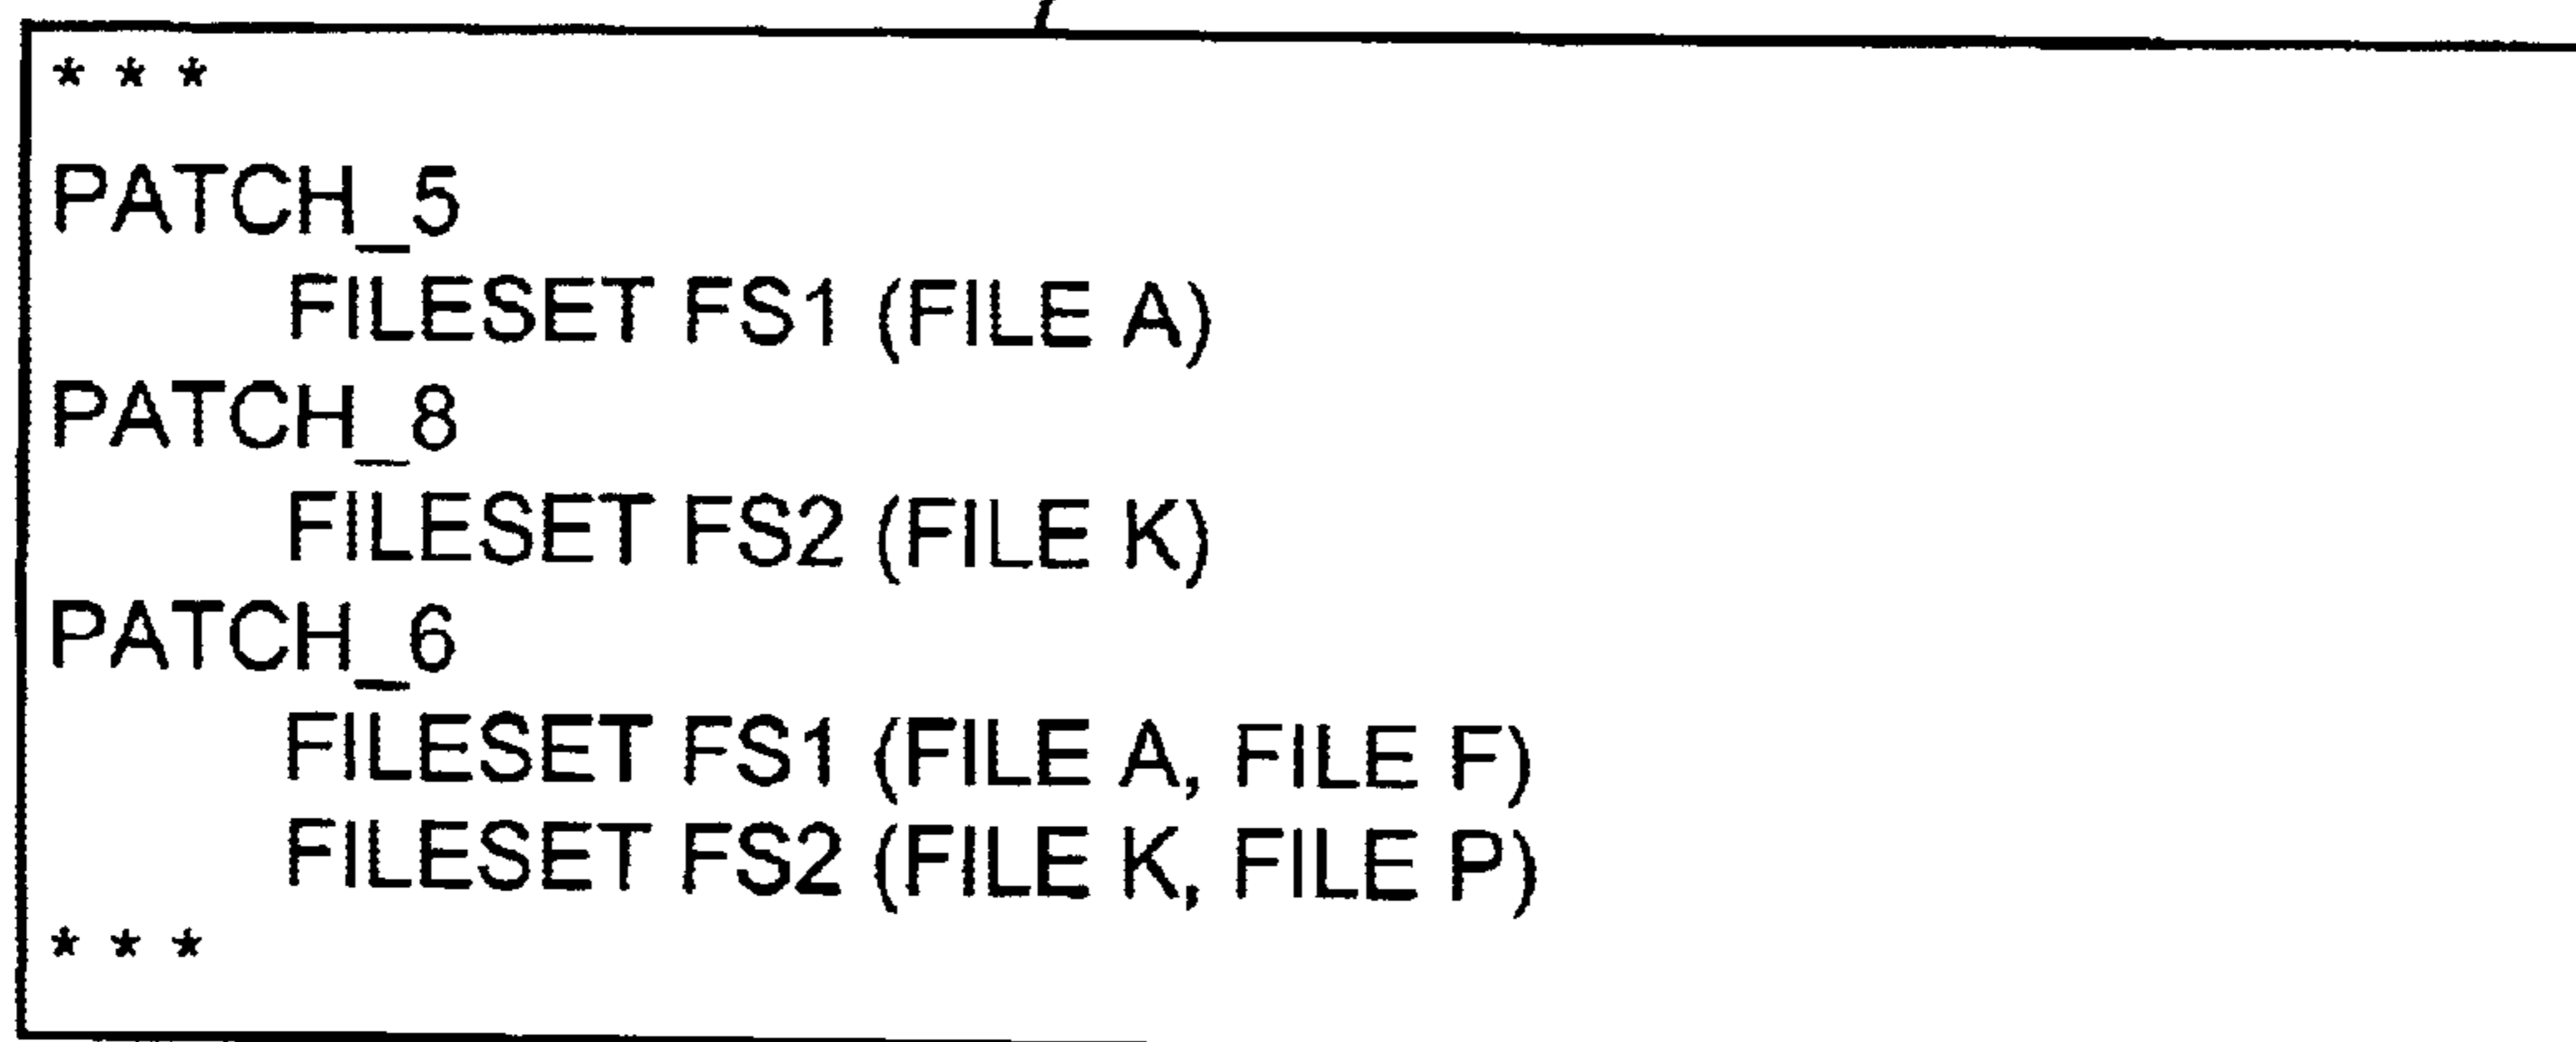 * * *
PATCH_5
FILESET FS1 (FILE A)
PATCH_8
FILESET FS2 (FILE K)
PATCH_6
FILESET FS1 (FILE A, FILE F)
FILESET FS2 (FILE K, FILE P)
* * *